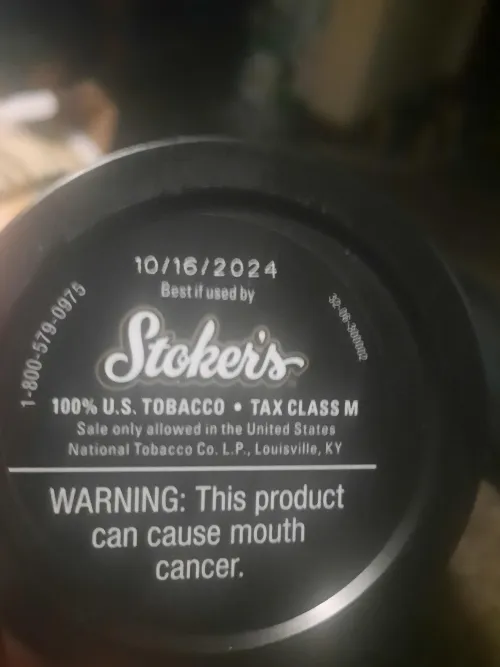 10/16/2024
Best if used by
1-800-579-0975
Stoker's
100% U.S. TOBACCO • TAX CLASS M
Sale only allowed in the United States
National Tobacco Co. L.P., Louisville, KY
WARNING: This product
can cause mouth
cancer.